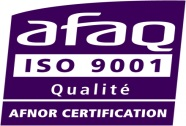 afaq
ISO 9001
Qualité
AFNOR CERTIFICATION